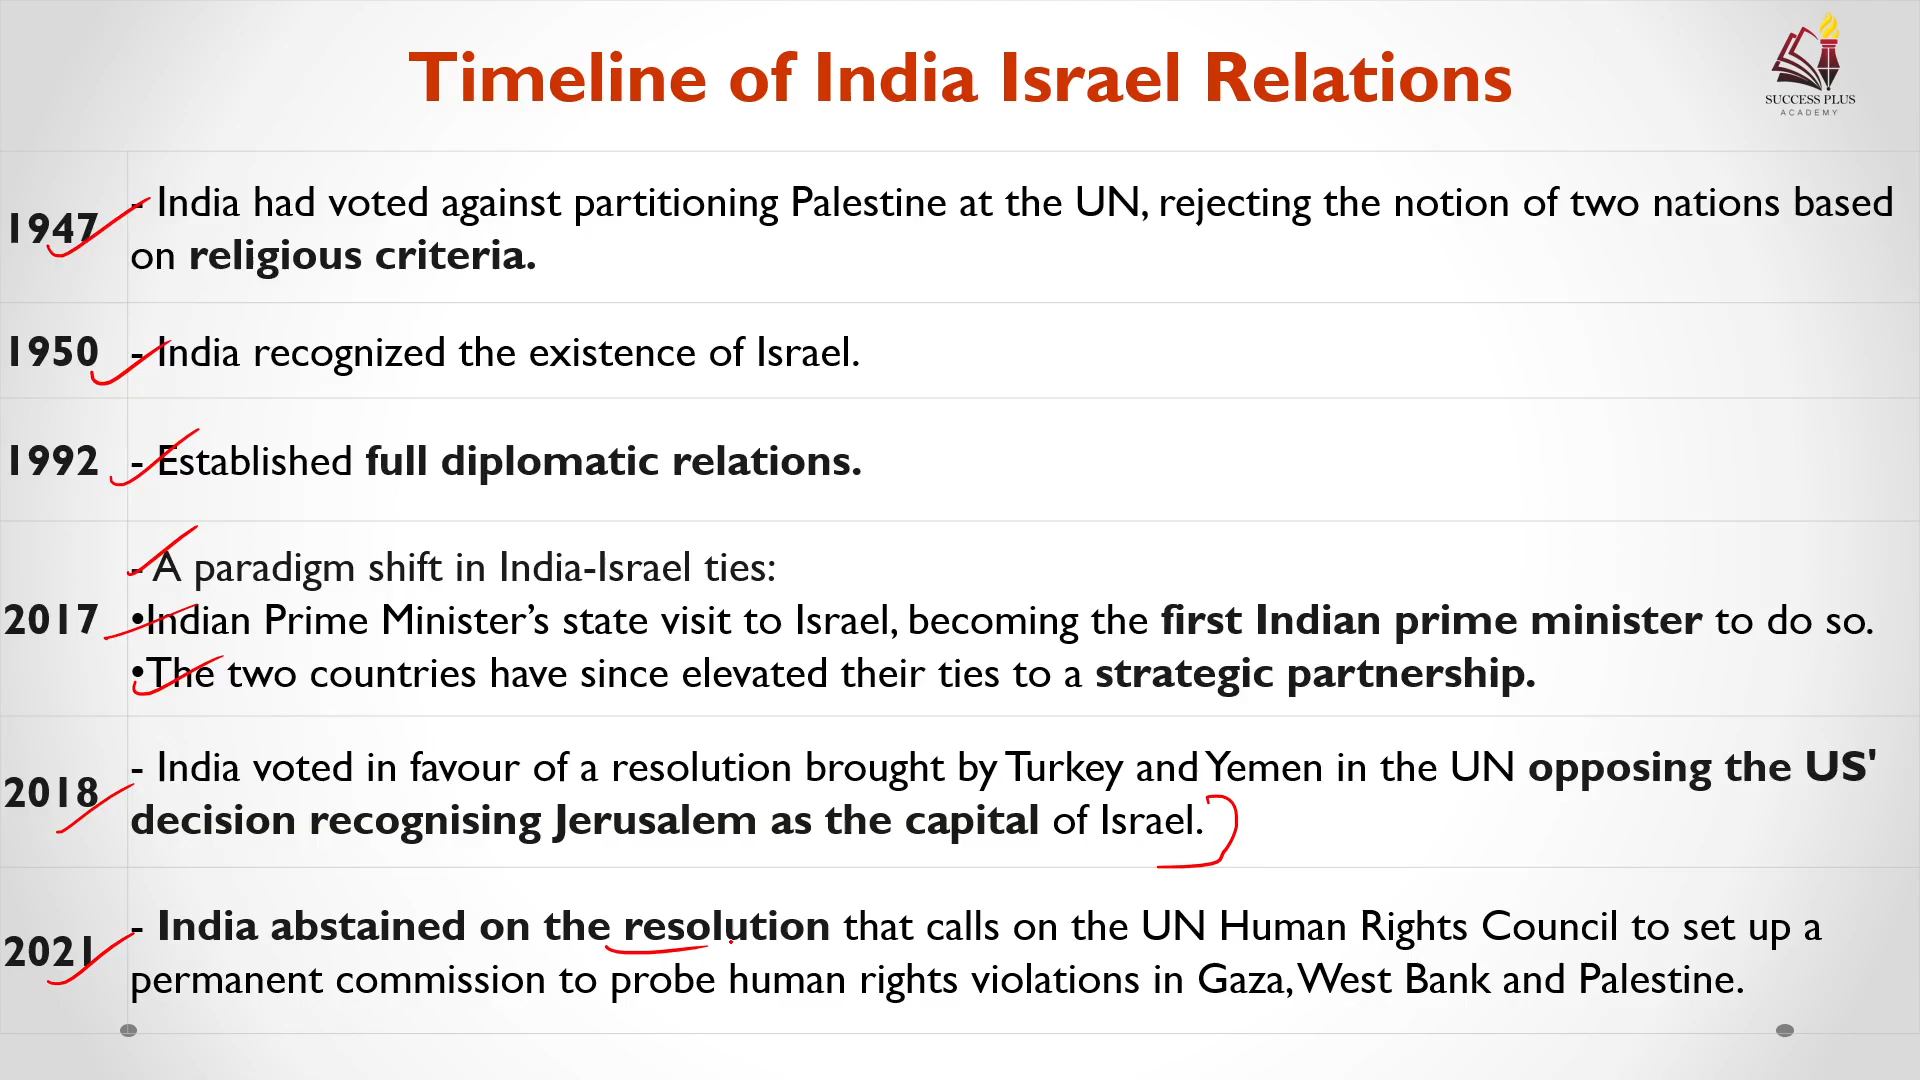 Timeline of India Israel Relations
SUCCESS PLUS
ACADEMY
1947
- India had voted against partitioning Palestine at the UN, rejecting the notion of two nations based
on religious criteria.
1950
- India recognized the existence of Israel.
1992
- Established full diplomatic relations.
2017
- A paradigm shift in India-Israel ties:
•Indian Prime Minister’s state visit to Israel, becoming the first Indian prime minister to do so.
•The two countries have since elevated their ties to a strategic partnership.
2018
- India voted in favour of a resolution brought by Turkey and Yemen in the UN opposing the US'
decision recognising Jerusalem as the capital of Israel.
2021
- India abstained on the resolution that calls on the UN Human Rights Council to set up a
permanent commission to probe human rights violations in Gaza, West Bank and Palestine.